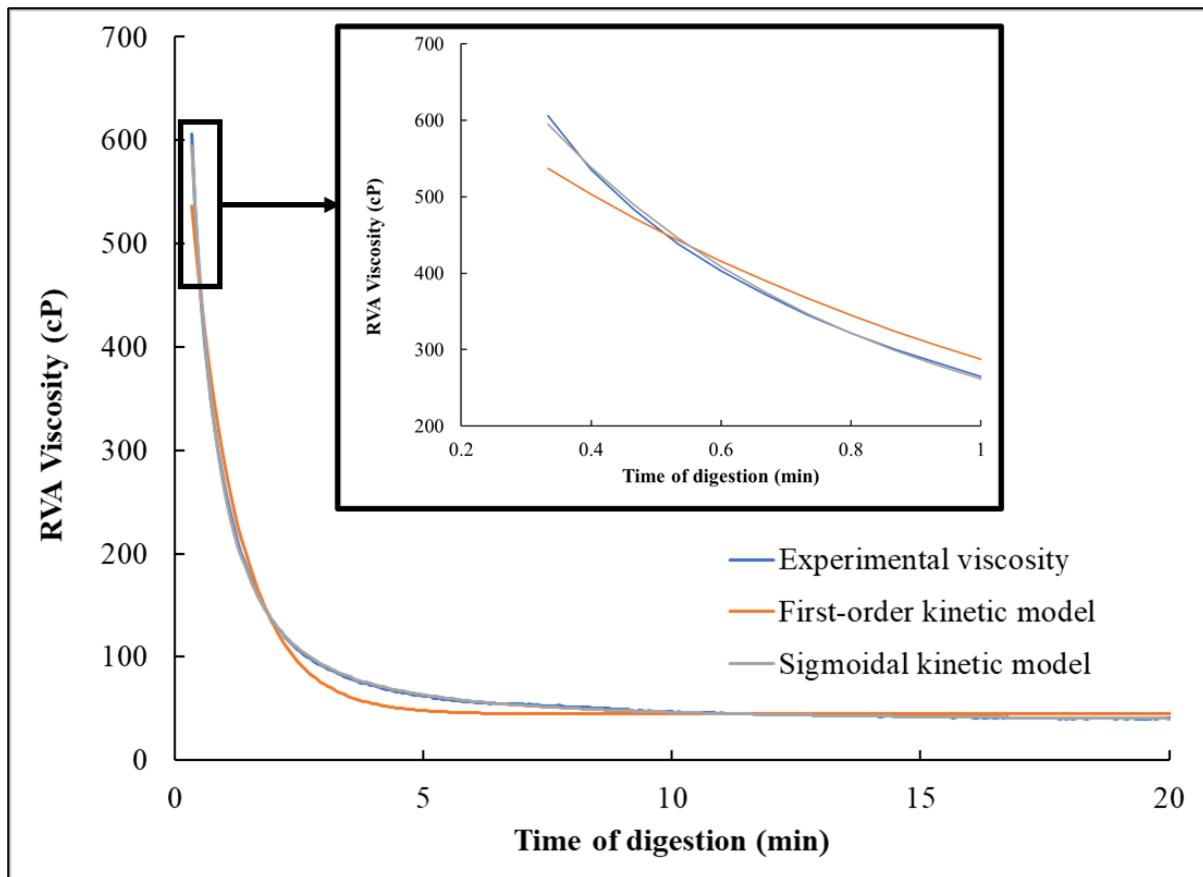 700
600
500
400
300
200
100
0
RVA Viscosity (cP)
0 5 10 15 20
Time of digestion (min)
700
600
500
400
300
200
RVA Viscosity (cP)
0.2 0.4 0.6 0.8 1
Time of digestion (min)
Experimental viscosity
First-order kinetic model
Sigmoidal kinetic model